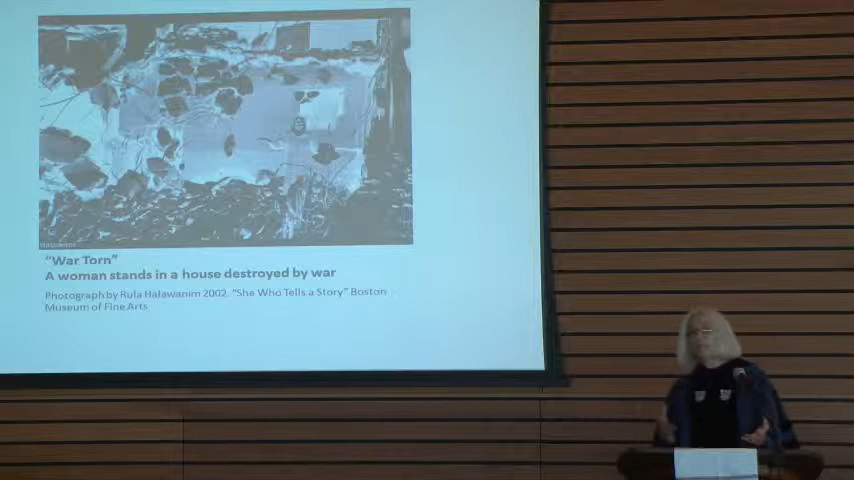 Halawani
"War Torn"
A woman stands in a house destroyed by war
Photograph by Rula Halawanim 2002. "She Who Tells a Story" Boston
Museum of Fine Arts